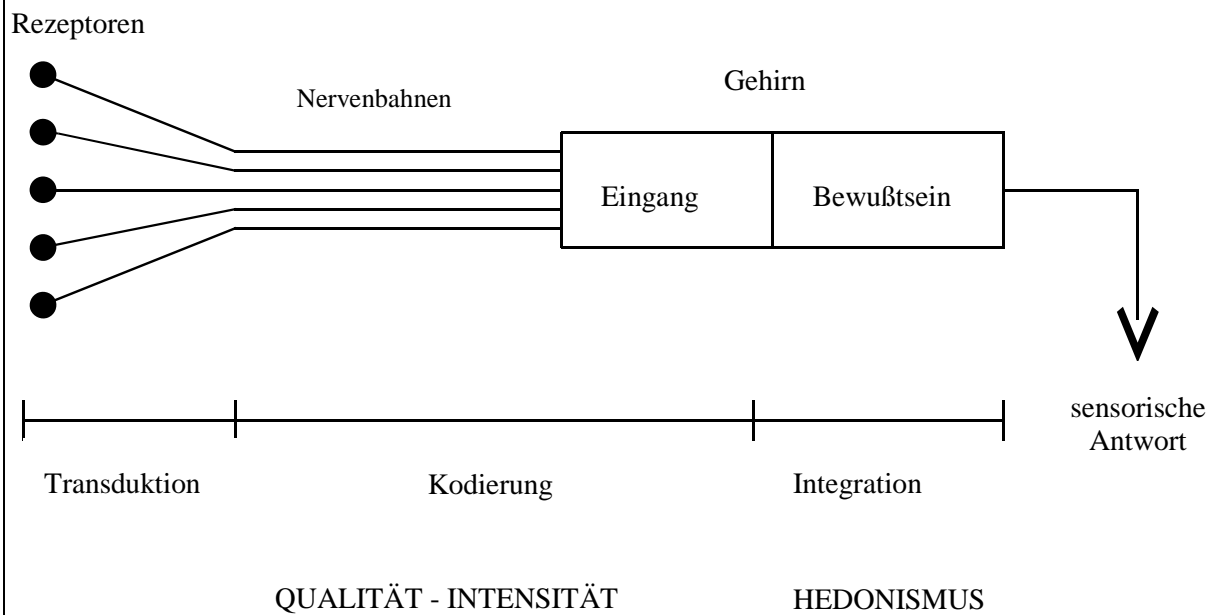 Rezeptoren
Gehirn
Nervenbahnen
Eingang
Bewußtsein
sensorische
Antwort
Transduktion
Kodierung
Integration
QUALITÄT - INTENSITÄT
HEDONISMUS